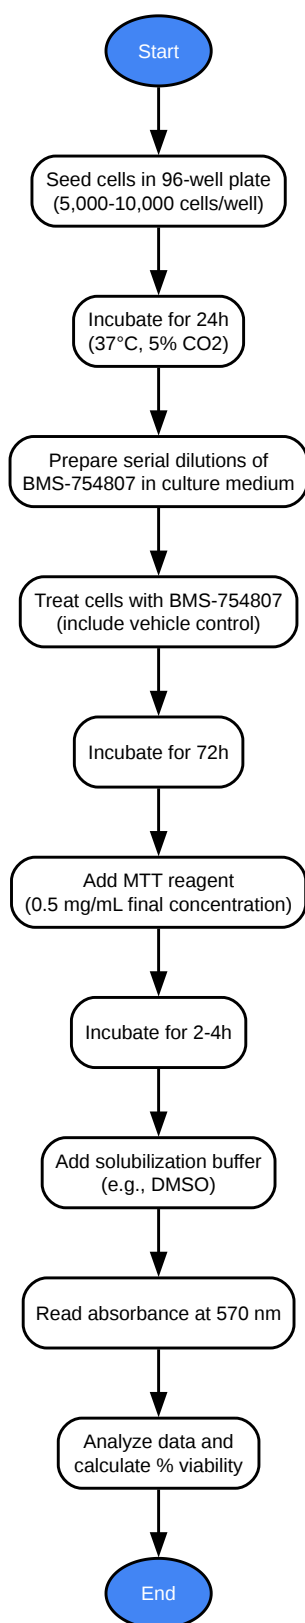 Start
Seed cells in 96-well plate
(5,000-10,000 cells/well)
Incubate for 24h
(37°C, 5% CO2)
Prepare serial dilutions of
BMS-754807 in culture medium
Treat cells with BMS-754807
(include vehicle control)
Incubate for 72h
Add MTT reagent
(0.5 mg/mL final concentration)
Incubate for 2-4h
Add solubilization buffer
(e.g., DMSO)
Read absorbance at 570 nm
Analyze data and
calculate % viability
End